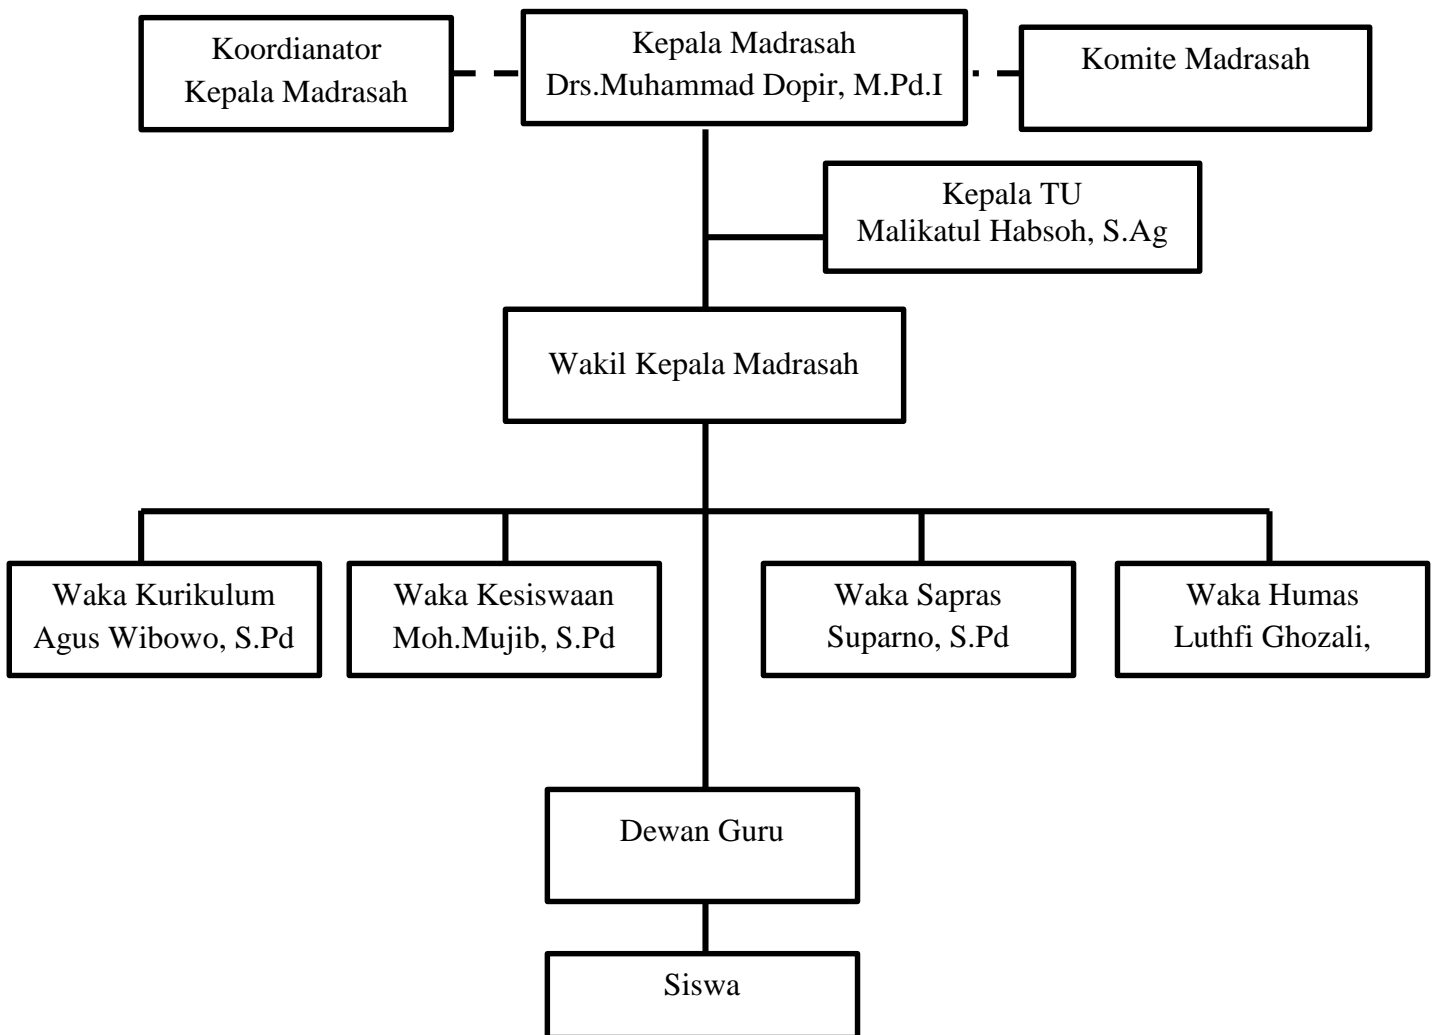 Koordianator
Kepala Madrasah
Kepala Madrasah
Drs.Muhammad Dopir, M.Pd.I
Komite Madrasah
Kepala TU
Malikatul Habsoh, S.Ag
Wakil Kepala Madrasah
Waka Kurikulum
Agus Wibowo, S.Pd
Waka Kesiswaan
Moh.Mujib, S.Pd
Waka Sapras
Suparno, S.Pd
Waka Humas
Luthfi Ghozali,
Dewan Guru
Siswa